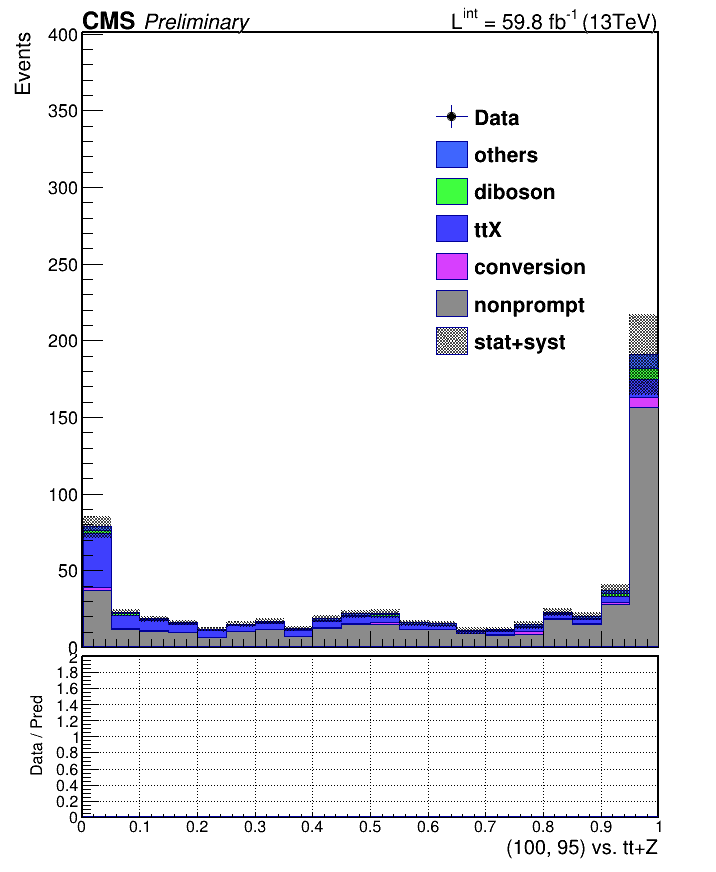 CMS Preliminary
L^int = 59.8 fb^-1 (13TeV)
Events
400
350
300
250
200
150
100
50
0
Data
others
diboson
ttX
conversion
nonprompt
stat+syst
Data / Pred
2
1.8
1.6
1.4
1.2
1
0.8
0.6
0.4
0.2
0
0 0.1 0.2 0.3 0.4 0.5 0.6 0.7 0.8 0.9 1
(100, 95) vs. tt+Z